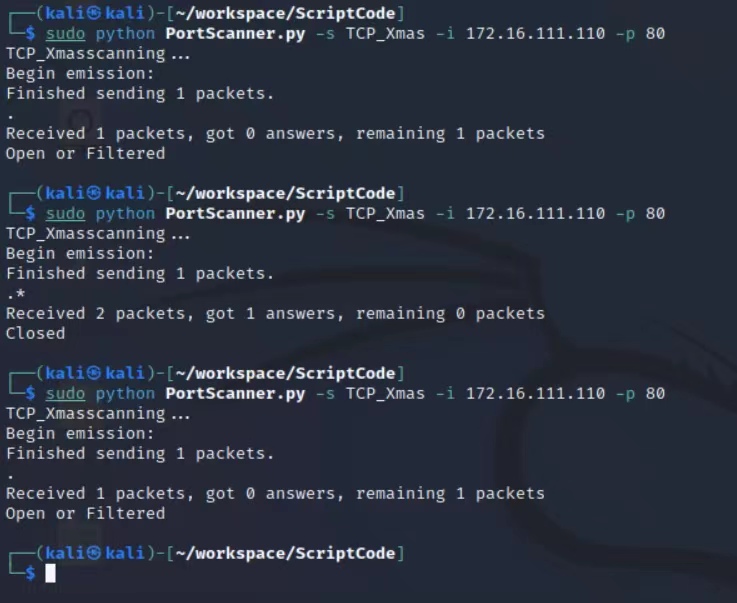 ┌──(kali㉿kali)-[~/workspace/ScriptCode]
└─$ sudo python PortScanner.py -s TCP_Xmas -i 172.16.111.110 -p 80
TCP_Xmasscanning...
Begin emission:
Finished sending 1 packets.
.
Received 1 packets, got 0 answers, remaining 1 packets
Open or Filtered
┌──(kali㉿kali)-[~/workspace/ScriptCode]
└─$ sudo python PortScanner.py -s TCP_Xmas -i 172.16.111.110 -p 80
TCP_Xmasscanning...
Begin emission:
Finished sending 1 packets.
.*
Received 2 packets, got 1 answers, remaining 0 packets
Closed
┌──(kali㉿kali)-[~/workspace/ScriptCode]
└─$ sudo python PortScanner.py -s TCP_Xmas -i 172.16.111.110 -p 80
TCP_Xmasscanning...
Begin emission:
Finished sending 1 packets.
.
Received 1 packets, got 0 answers, remaining 1 packets
Open or Filtered
┌──(kali㉿kali)-[~/workspace/ScriptCode]
└─$